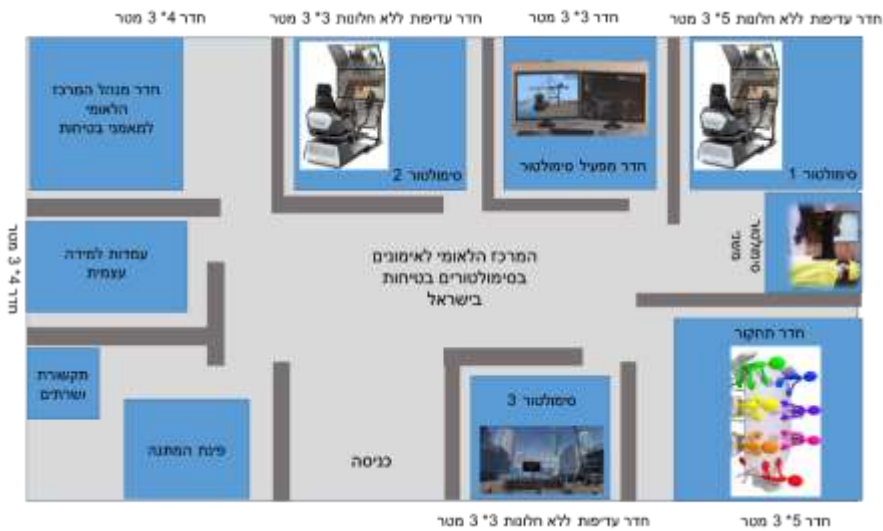 חדר 4* 3 מטר
חדר עדיפות ללא חלונות 3* 3 מטר
חדר 3* 3 מטר
חדר עדיפות ללא חלונות 5* 3 מטר
חדר מנהל המרכז
הלאומי
למאמני בטיחות
סימולטור 2
חדר מפעיל סימולטור
סימולטור 1
סימולטור
משני
עמדות למידה
עצמית
חדר 4* 3 מטר
המרכז הלאומי לאימונים
בסימולטורים בטיחות
בישראל
חדר תחקור
תקשורת
ושרתים
פינת המתנה
כניסה
סימולטור 3
חדר עדיפות ללא חלונות 3* 3 מטר
חדר 5* 3 מטר